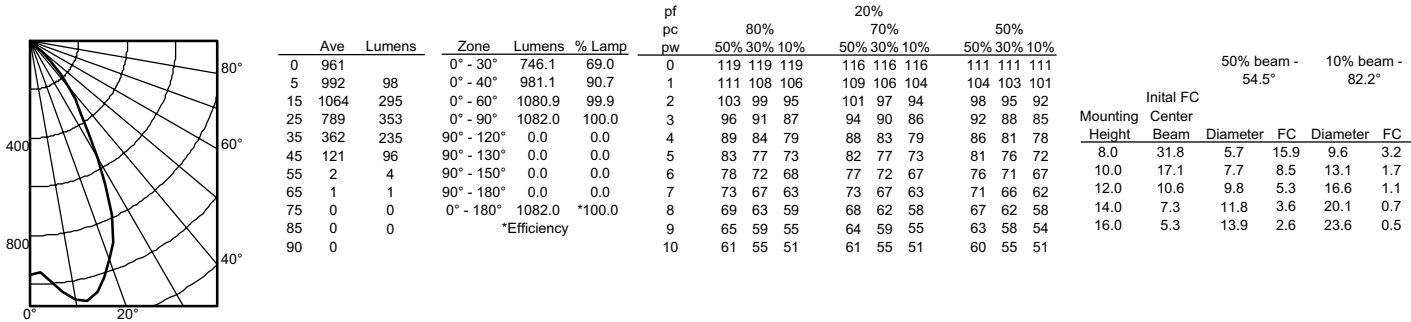 80°
60°
40°
20°
0°
400
800
Ave Lumens
0 961
5 992 98
15 1064 295
25 789 353
35 362 235
45 121 96
55 2 4
65 1 1
75 0 0
85 0 0
90 0
Zone Lumens % Lamp
0° - 30° 746.1 69.0
0° - 40° 981.1 90.7
0° - 60° 1080.9 99.9
0° - 90° 1082.0 100.0
90° - 120° 0.0 0.0
90° - 130° 0.0 0.0
90° - 150° 0.0 0.0
90° - 180° 0.0 0.0
0° - 180° 1082.0 *100.0
*Efficiency
pf 20%
pc 80% 70% 50%
pw 50% 30% 10% 50% 30% 10% 50% 30% 10%
0 119 119 119 116 116 116 111 111 111
1 111 108 106 109 106 104 104 103 101
2 103 99 95 101 97 94 98 95 92
3 96 91 87 94 90 86 92 88 85
4 89 84 79 88 83 79 86 81 78
5 83 77 73 82 77 73 81 76 72
6 78 72 68 77 72 67 76 71 67
7 73 67 63 73 67 63 71 66 62
8 69 63 59 68 62 58 67 62 58
9 65 59 55 64 59 55 63 58 54
10 61 55 51 61 55 51 60 55 51
50% beam - 10% beam -
54.5° 82.2°
Inital FC
Mounting Center
Height Beam Diameter FC Diameter FC
8.0 31.8 5.7 15.9 9.6 3.2
10.0 17.1 7.7 8.5 13.1 1.7
12.0 10.6 9.8 5.3 16.6 1.1
14.0 7.3 11.8 3.6 20.1 0.7
16.0 5.3 13.9 2.6 23.6 0.5